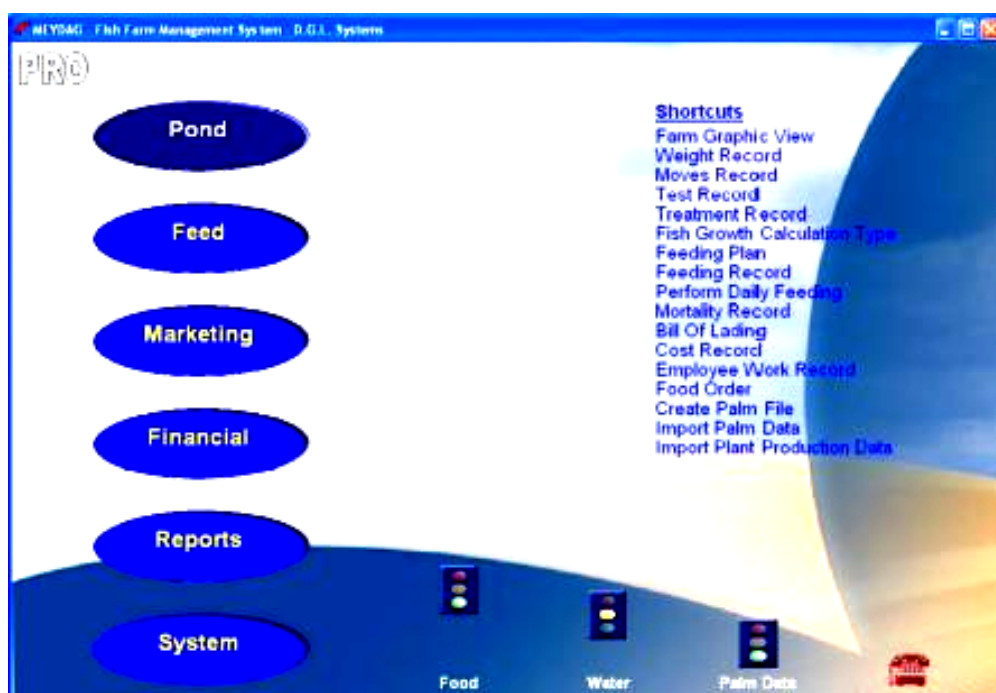 MEYDAG Fish Farm Management System D.G.L. Systems
PRO
Pond
Feed
Marketing
Financial
Reports
System
Shortcuts
Farm Graphic View
Weight Record
Moves Record
Test Record
Treatment Record
Fish Growth Calculation Type
Feeding Plan
Feeding Record
Perform Daily Feeding
Mortality Record
Bill Of Lading
Cost Record
Employee Work Record
Food Order
Create Palm File
Import Palm Data
Import Plant Production Data
Food
Water
Palm Data